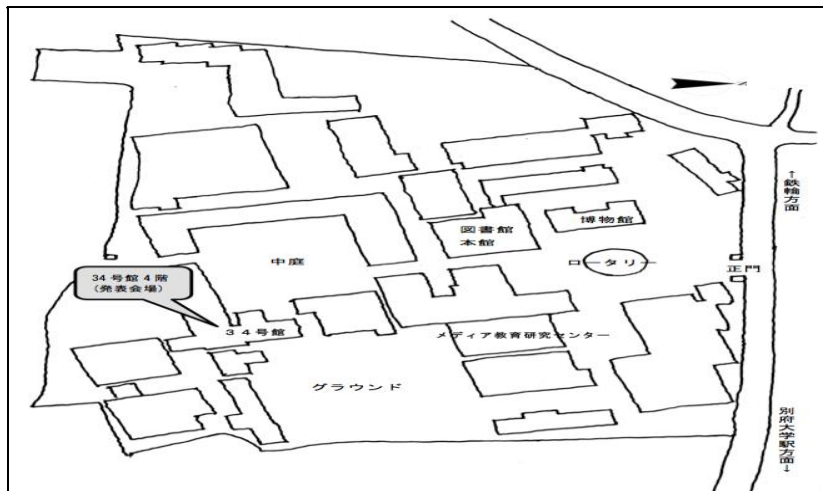 ↑鉄輪方面
博物館
図書館
本館
ロータリー
正門
中庭
34号館4階
(発表会場)
34号館
メディア教育研究センター
グラウンド
別府大学駅方面↓